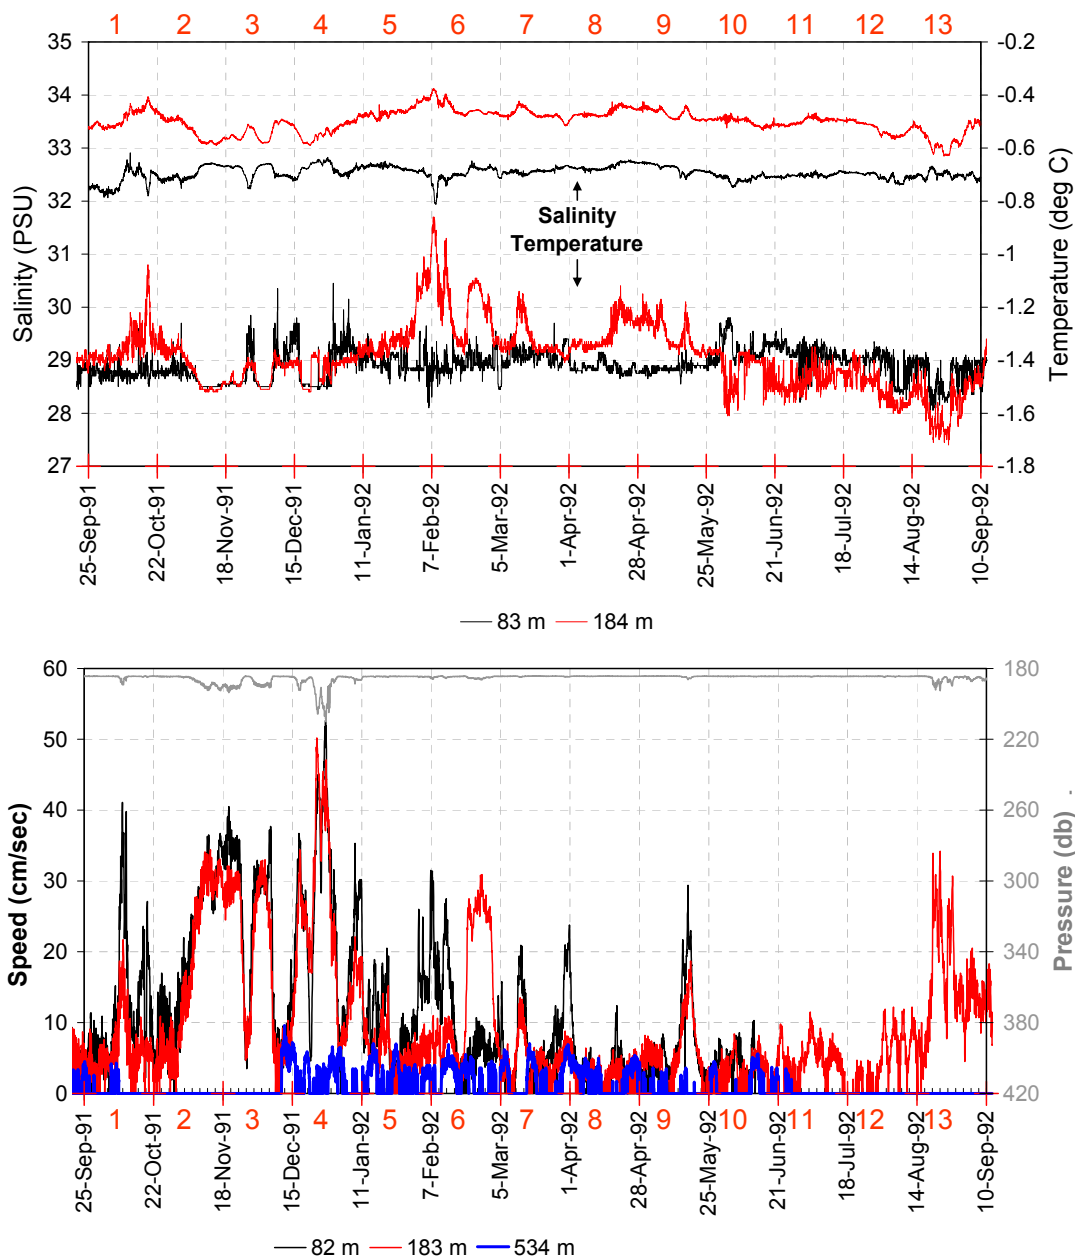 1 2 3 4 5 6 7 8 9 10 11 12 13
35 -0.2
34 -0.4
33 -0.6
32 -0.8
31 -1
30 -1.2
29 -1.4
28 -1.6
27 -1.8
Salinity (PSU)
Temperature (deg C)
Salinity
Temperature
25-Sep-91 22-Oct-91 18-Nov-91 15-Dec-91 11-Jan-92 7-Feb-92 5-Mar-92 1-Apr-92 28-Apr-92 25-May-92 21-Jun-92 18-Jul-92 14-Aug-92 10-Sep-92
83 m 184 m
60 180
50 220
40 260
30 300
20 340
10 380
0 420
Speed (cm/sec)
Pressure (db) .
1 2 3 4 5 6 7 8 9 10 11 12 13
25-Sep-91 22-Oct-91 18-Nov-91 15-Dec-91 11-Jan-92 7-Feb-92 5-Mar-92 1-Apr-92 28-Apr-92 25-May-92 21-Jun-92 18-Jul-92 14-Aug-92 10-Sep-92
82 m 183 m 534 m